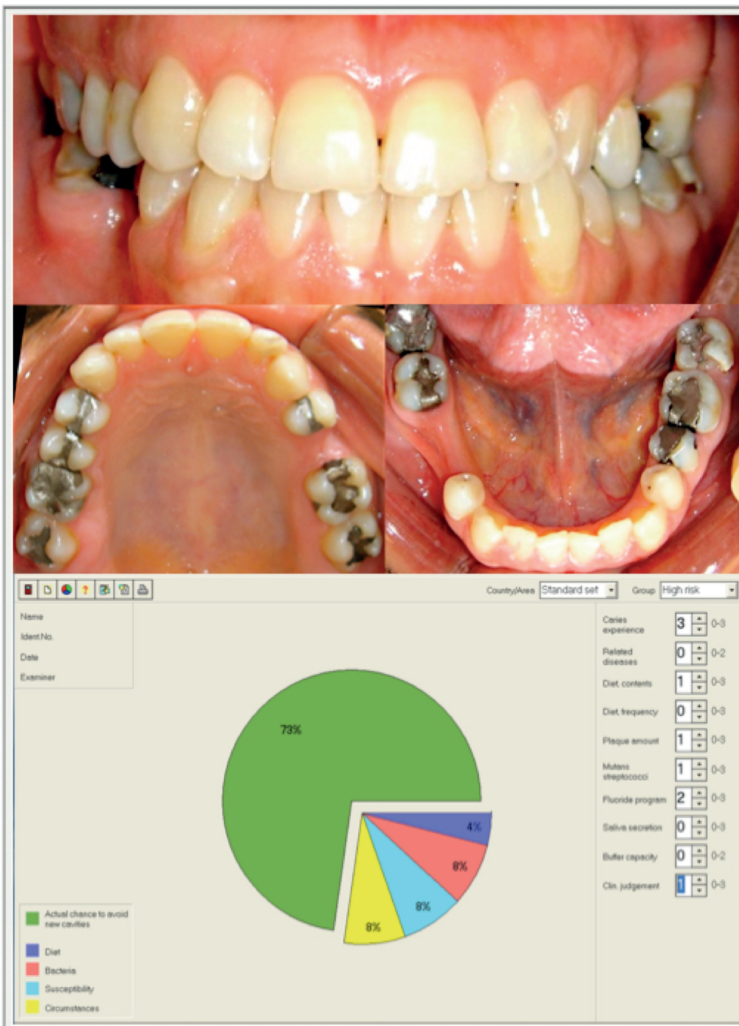 Country/Area Standard set Group High risk
Name
Ident.No.
Date
Examiner
Caries experience 3 0-3
Related diseases 0 0-2
Diet, contents 1 0-3
Diet, frequency 0 0-3
Plaque amount 1 0-3
Mutans streptococci 1 0-3
Fluoride program 2 0-3
Saliva secretion 0 0-3
Buffer capacity 0 0-2
Clin. judgement 1 0-3
73%
4%
8%
8%
8%
Actual chance to avoid
new cavities
Diet
Bacteria
Susceptibility
Circumstances